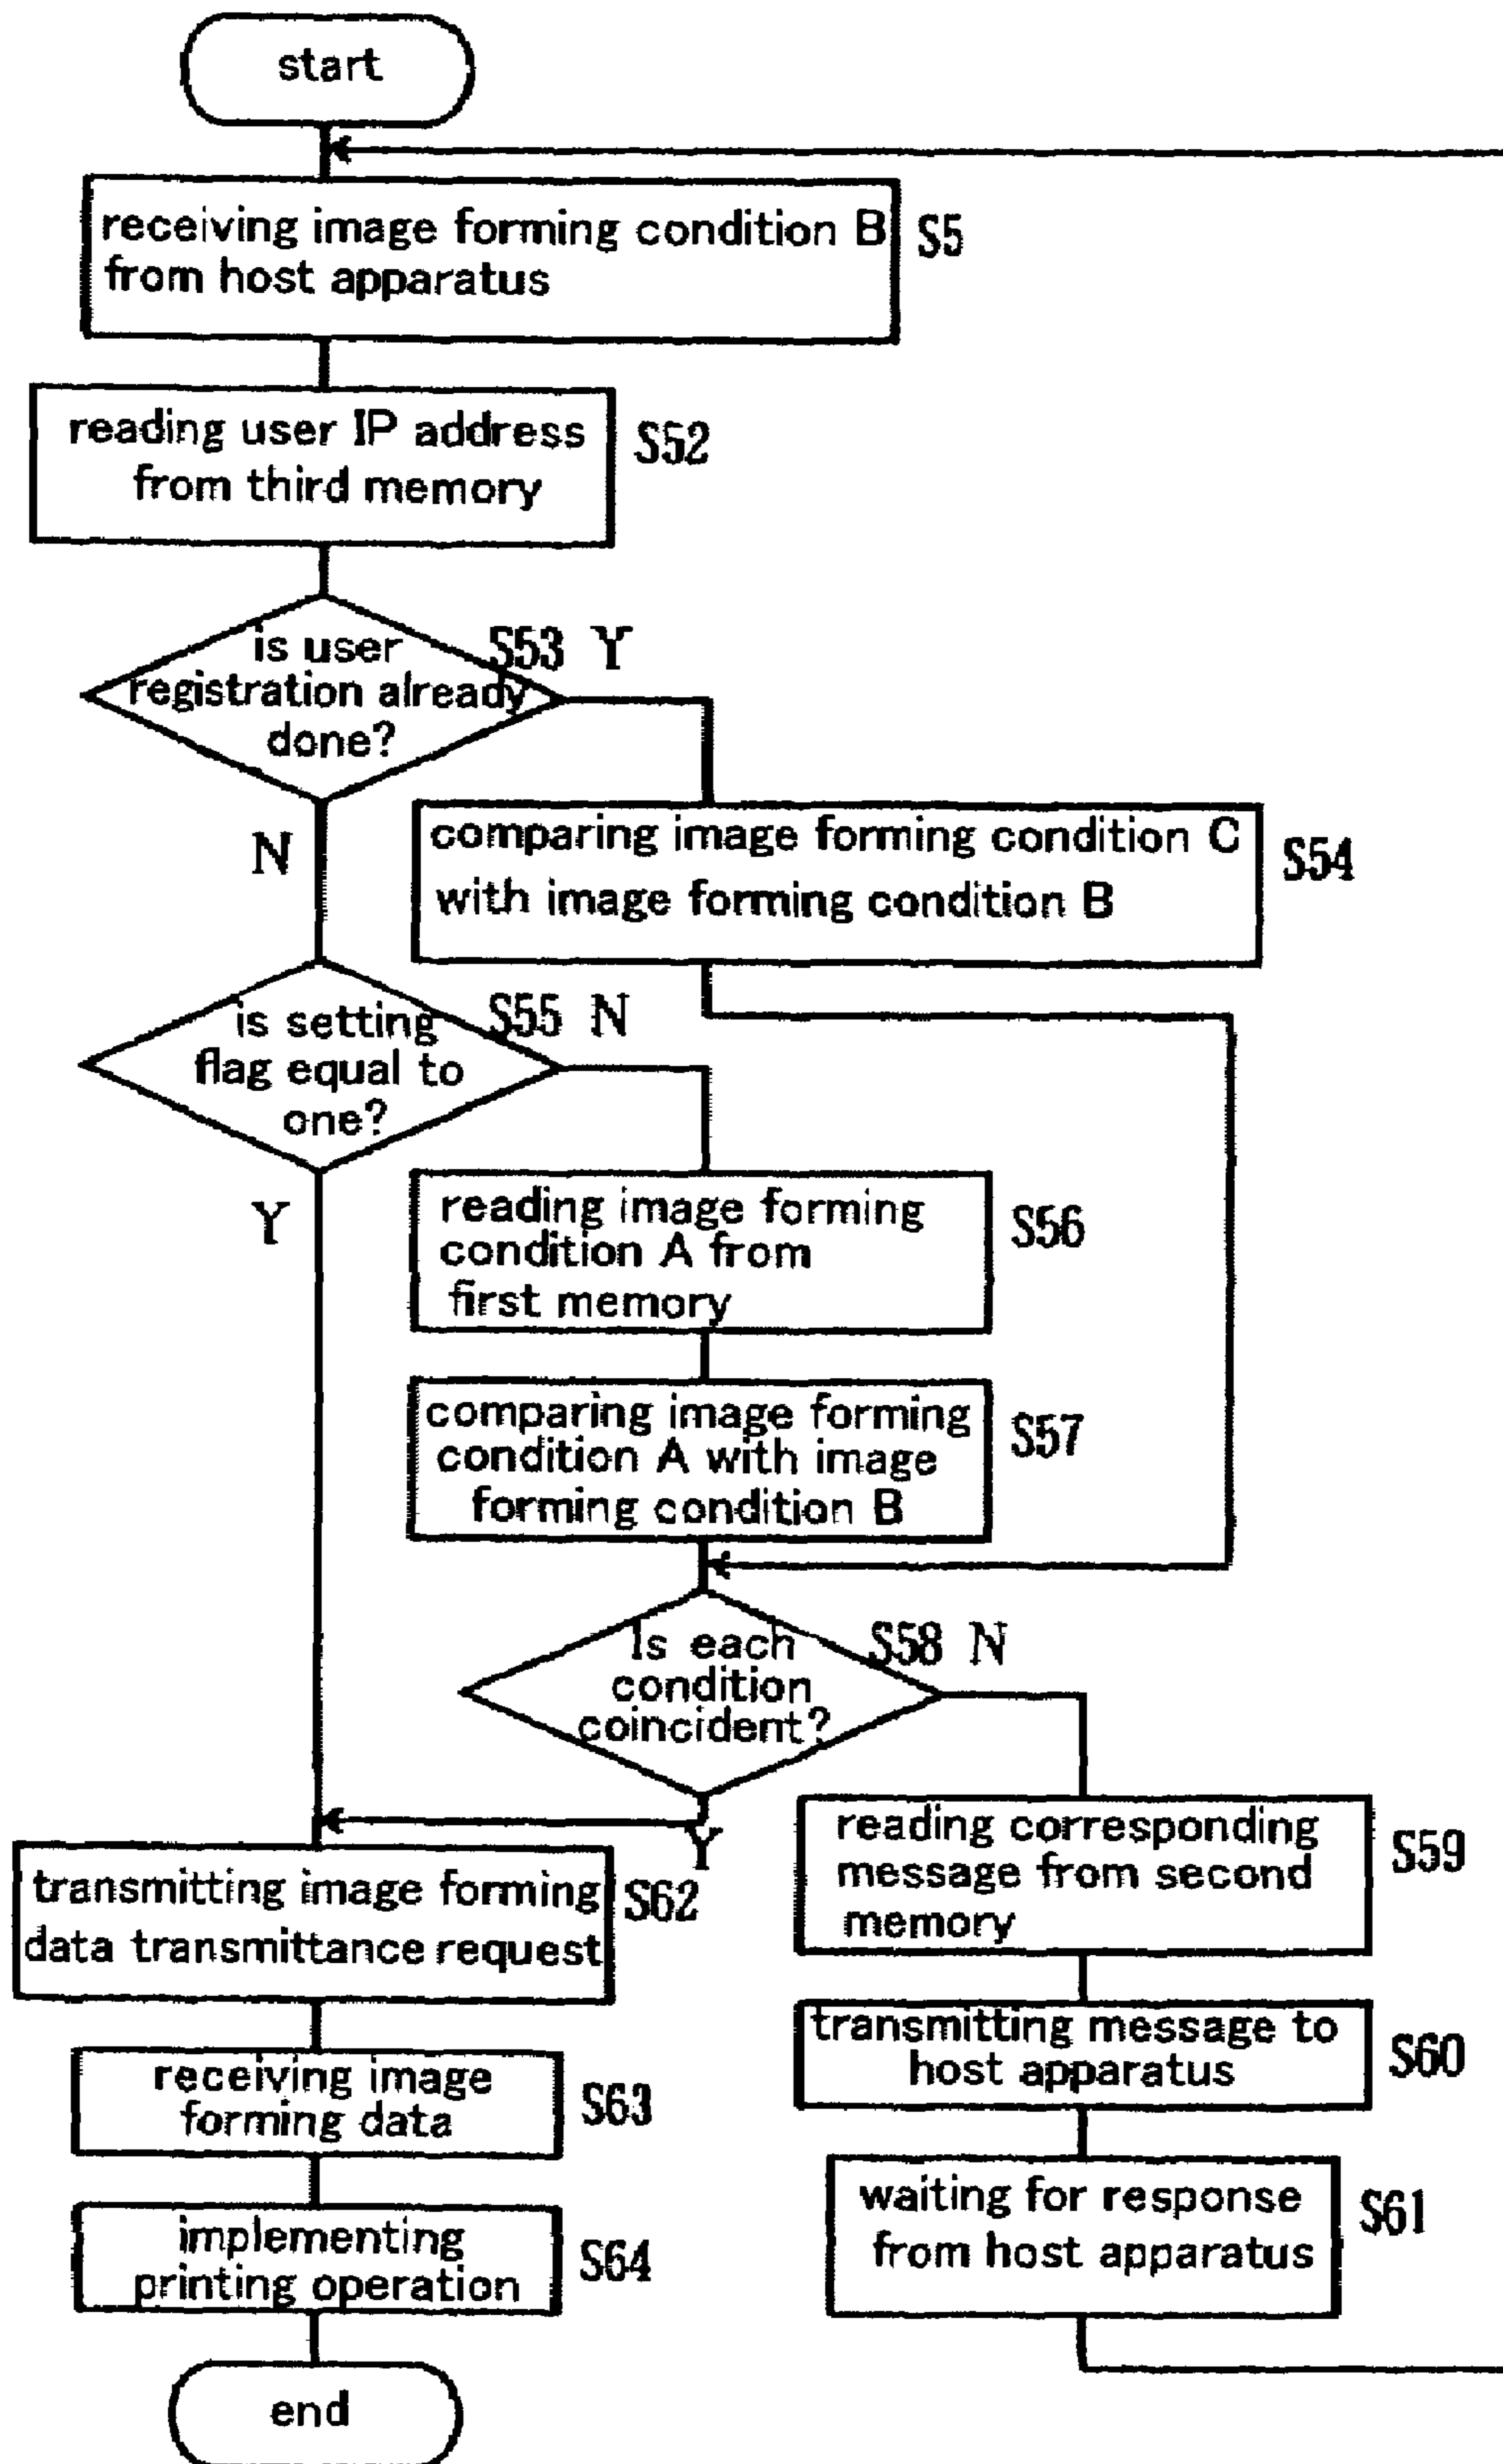 start
receiving image forming condition B
from host apparatus
S5
reading user IP address
from third memory
S52
is user
registration already
done?
S53 Y
N
comparing image forming condition C
with image forming condition B
S54
is setting
flag equal to
one?
S55 N
Y
reading image forming
condition A from
first memory
S56
comparing image forming
condition A with image
forming condition B
S57
Is each
condition
coincident?
S58 N
Y
reading corresponding
message from second
memory
S59
transmitting message to
host apparatus
S60
waiting for response
from host apparatus
S61
transmitting image forming
data transmittance request
S62
receiving image
forming data
S63
implementing
printing operation
S64
end